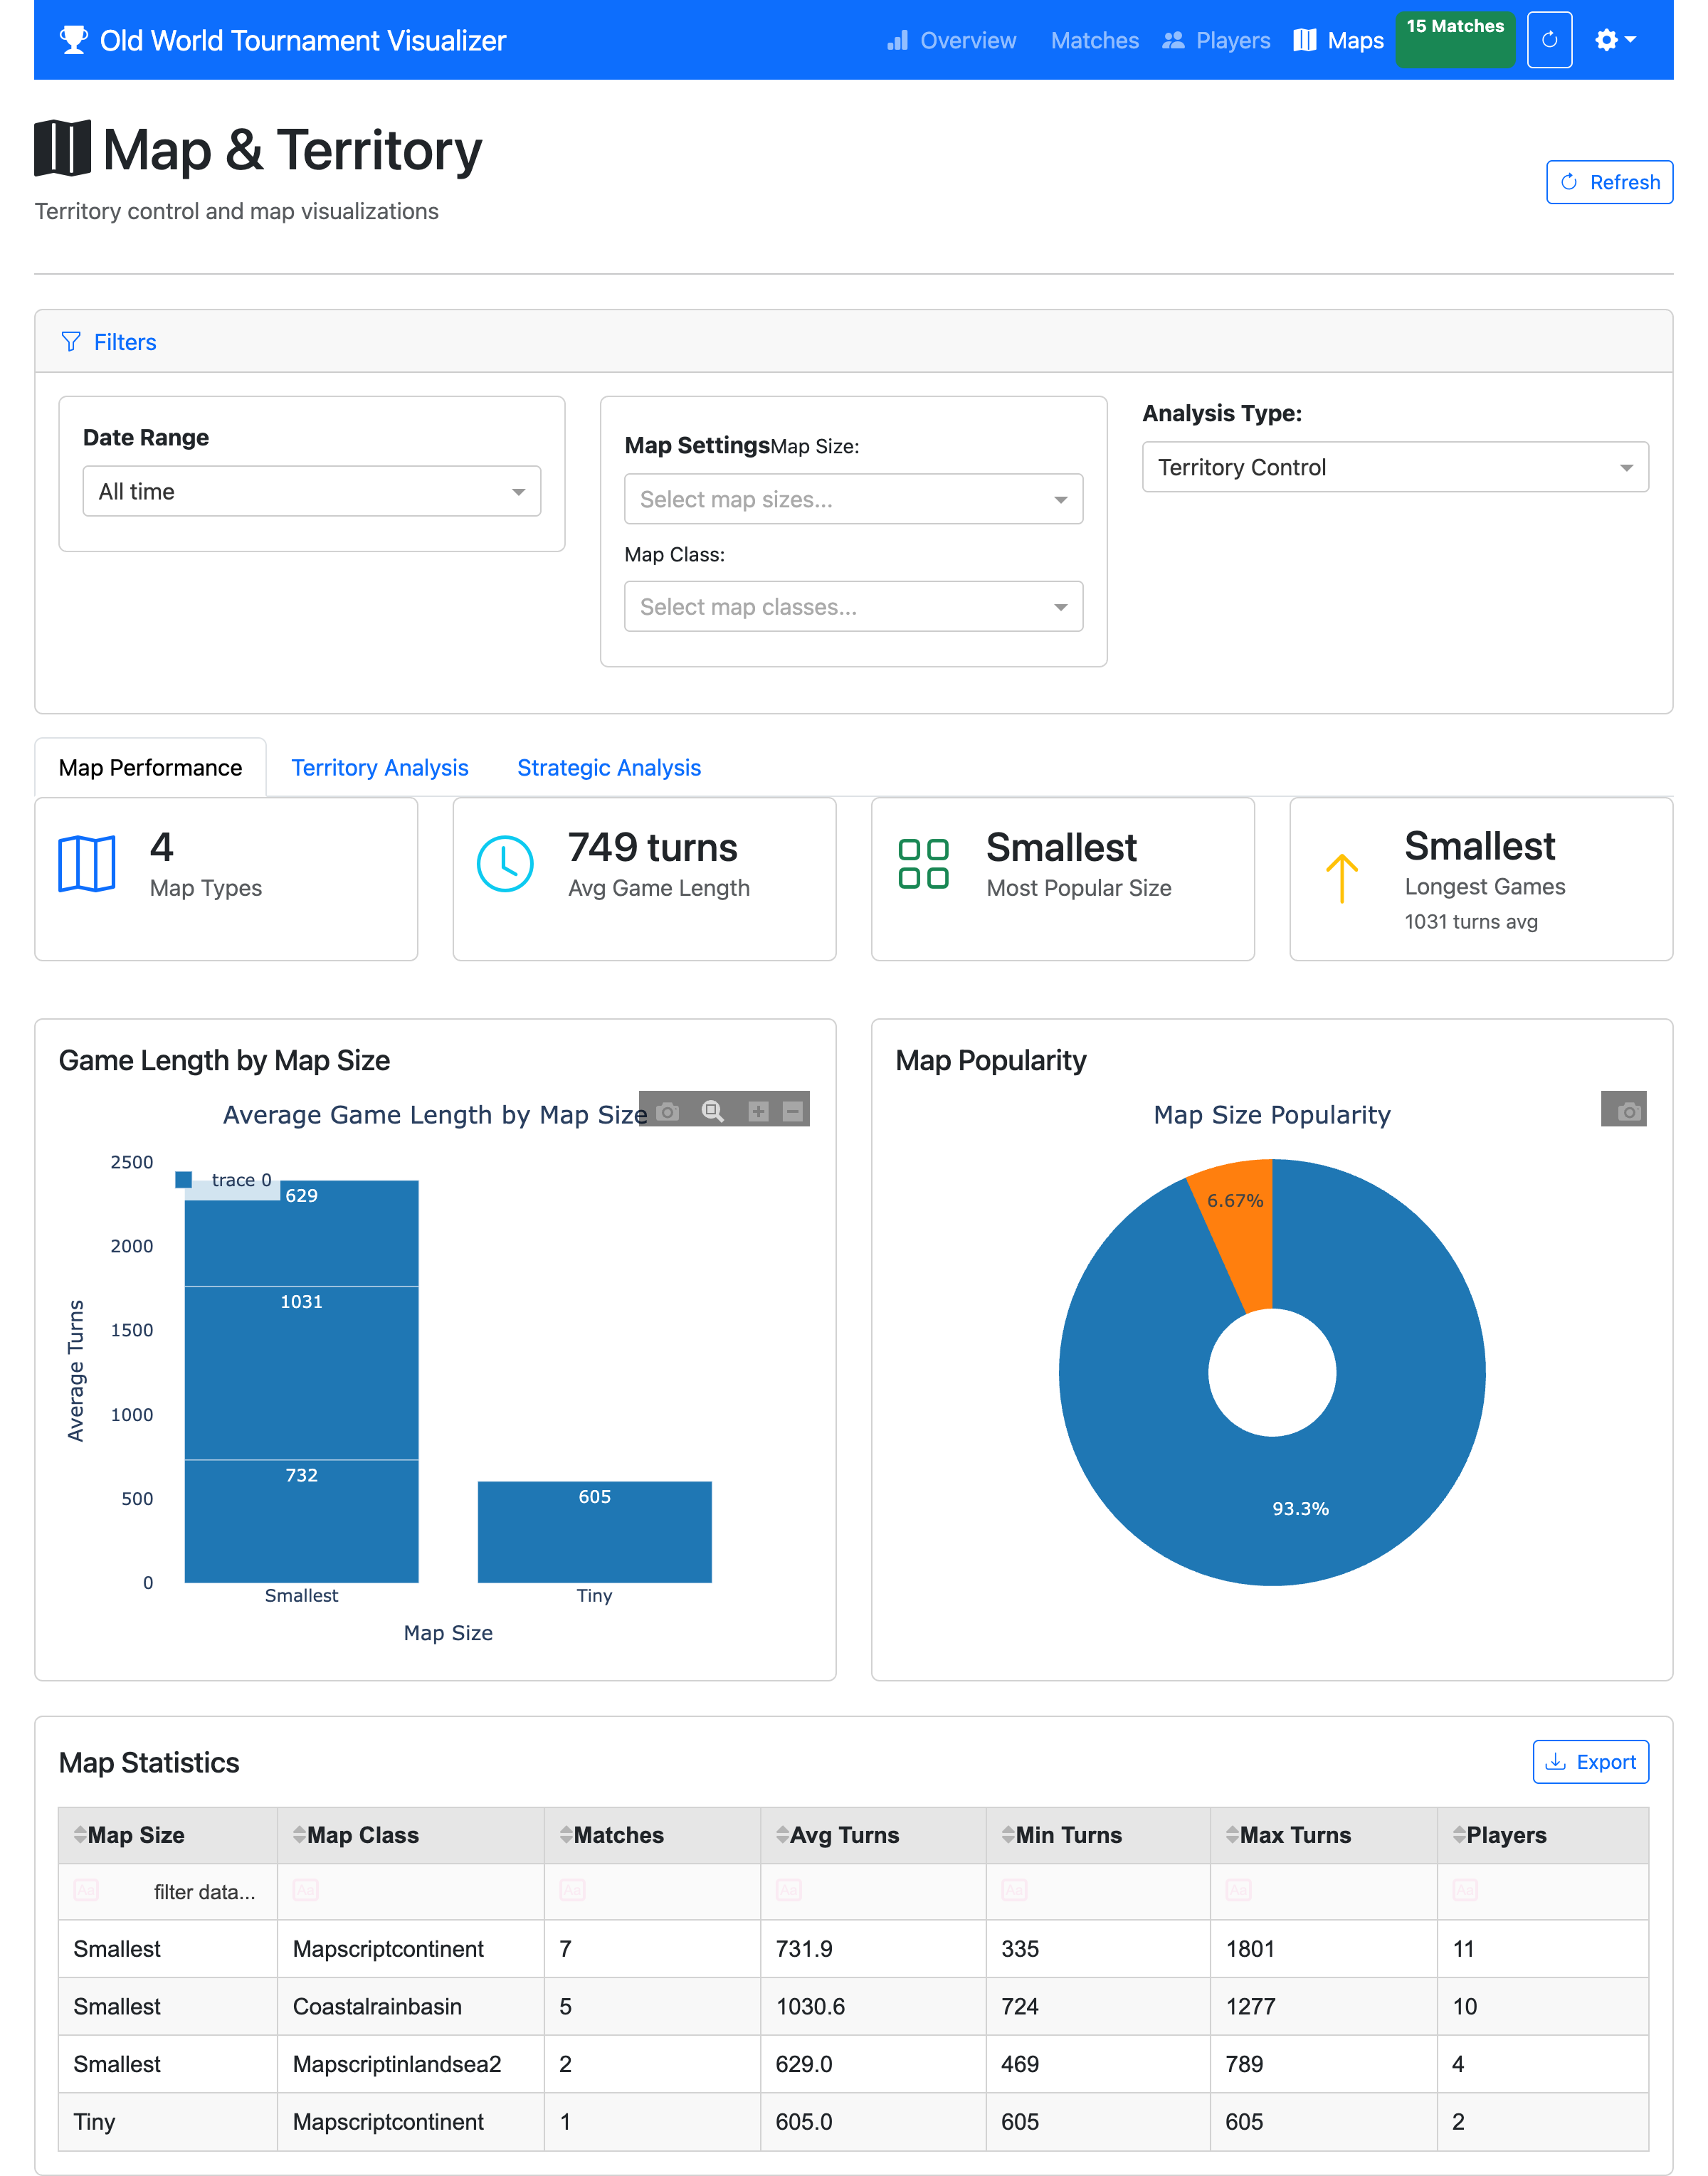 Old World Tournament Visualizer
Overview
Matches
Players
Maps
15 Matches
Map & Territory
Territory control and map visualizations
Refresh
Filters
Date Range
All time
Map SettingsMap Size:
Select map sizes...
Map Class:
Select map classes...
Analysis Type:
Territory Control
Map Performance
Territory Analysis
Strategic Analysis
4
Map Types
749 turns
Avg Game Length
Smallest
Most Popular Size
Smallest
Longest Games
1031 turns avg
Game Length by Map Size
Average Game Length by Map Size
2500
2000
1500
1000
500
0
Average Turns
trace 0
629
1031
732
605
Smallest
Tiny
Map Size
Map Popularity
Map Size Popularity
6.67%
93.3%
Map Statistics
Export
Map Size Map Class Matches Avg Turns Min Turns Max Turns Players
Aa filter data... Aa Aa Aa Aa Aa Aa
Smallest Mapscriptcontinent 7 731.9 335 1801 11
Smallest Coastalrainbasin 5 1030.6 724 1277 10
Smallest Mapscriptinlandsea2 2 629.0 469 789 4
Tiny Mapscriptcontinent 1 605.0 605 605 2